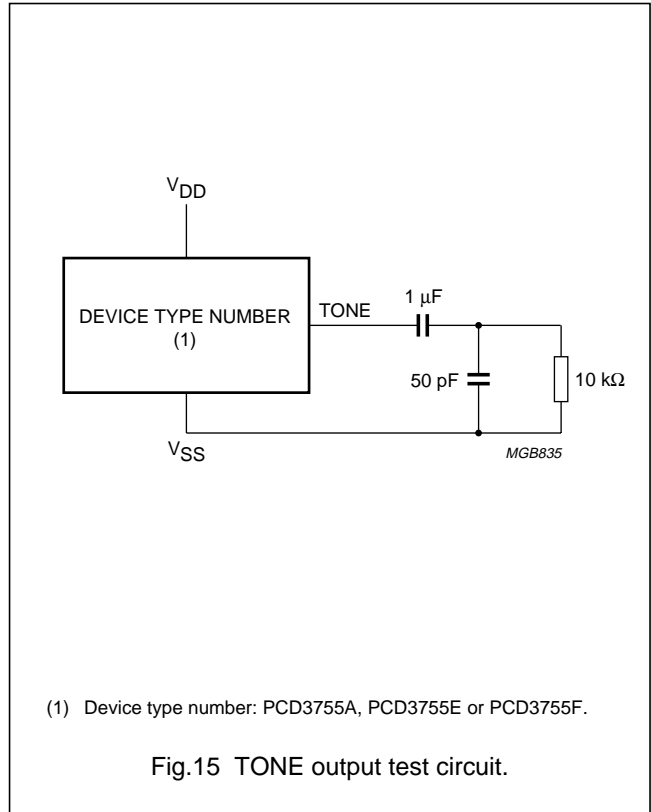 VDD
DEVICE TYPE NUMBER
(1)
TONE
1 μF
50 pF
10 kΩ
VSS
MGB835
(1) Device type number: PCD3755A, PCD3755E or PCD3755F.
Fig.15 TONE output test circuit.